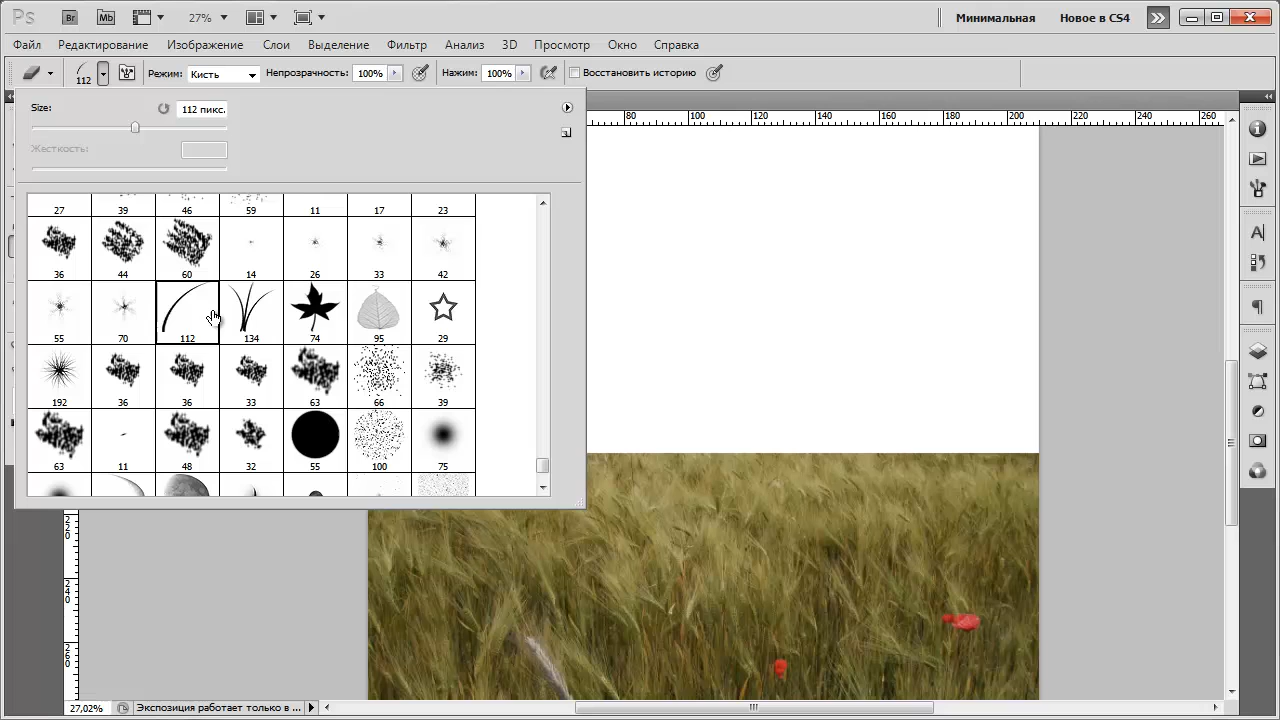 Ps Br Mb 27% Минимальная Новое в CS4
Файл Редактирование Изображение Слои Выделение Фильтр Анализ 3D Просмотр Окно Справка
112 Режим: Кисть Непрозрачность: 100% Нажим: 100% Восстановить историю
Size: 112 пикс.
Жесткость:
80 100 120 140 160 180 200 220 240 260
27 39 46 59 11 17 23
36 44 60 14 26 33 42
55 70 112 134 74 95 29
192 36 36 33 63 66 39
63 11 48 32 55 100 75
220
240
260
27,02% Экспозиция работает только в ...